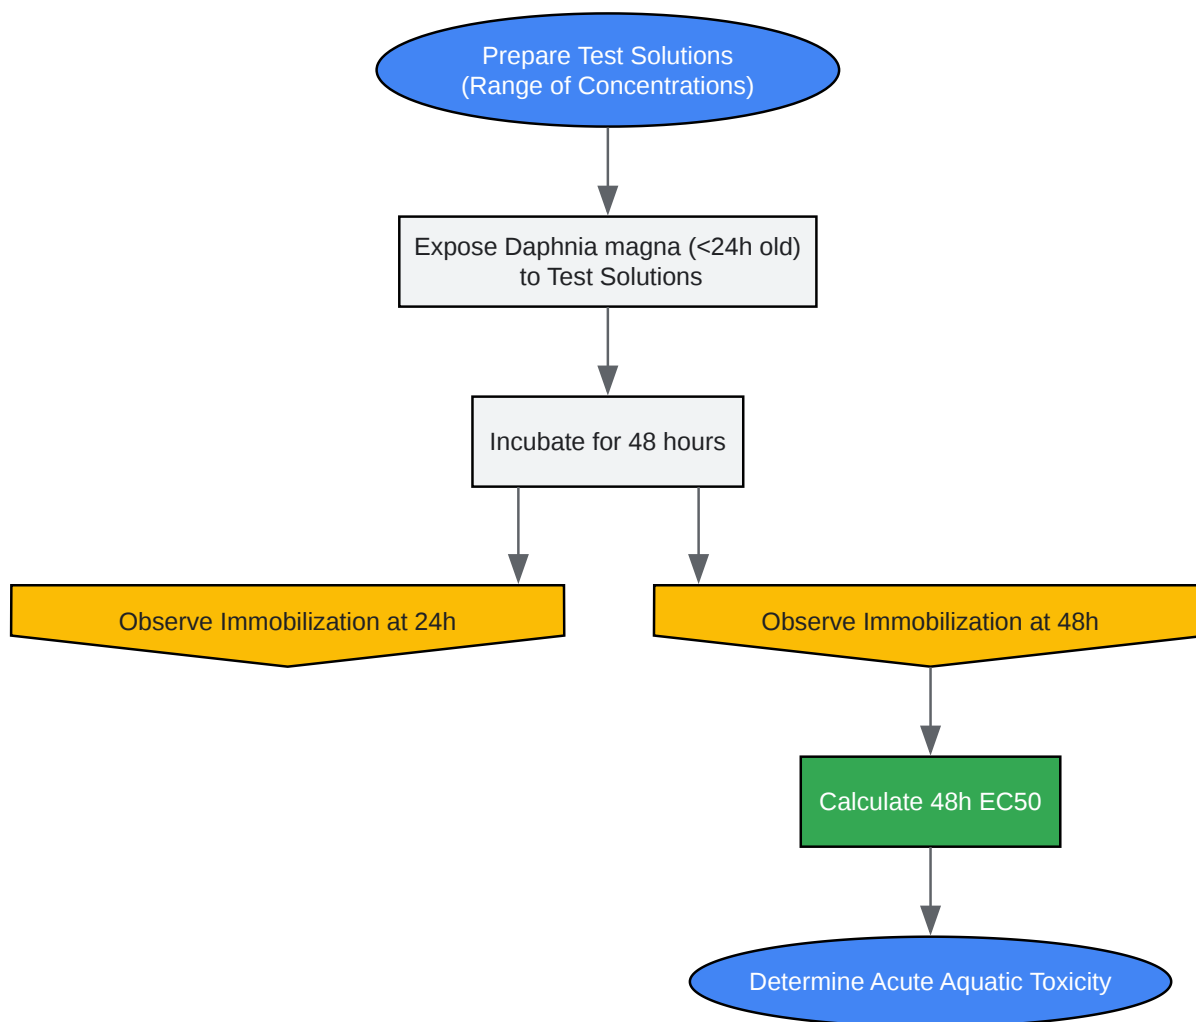 Prepare Test Solutions
(Range of Concentrations)
Expose Daphnia magna (<24h old)
to Test Solutions
Incubate for 48 hours
Observe Immobilization at 24h
Observe Immobilization at 48h
Calculate 48h EC50
Determine Acute Aquatic Toxicity